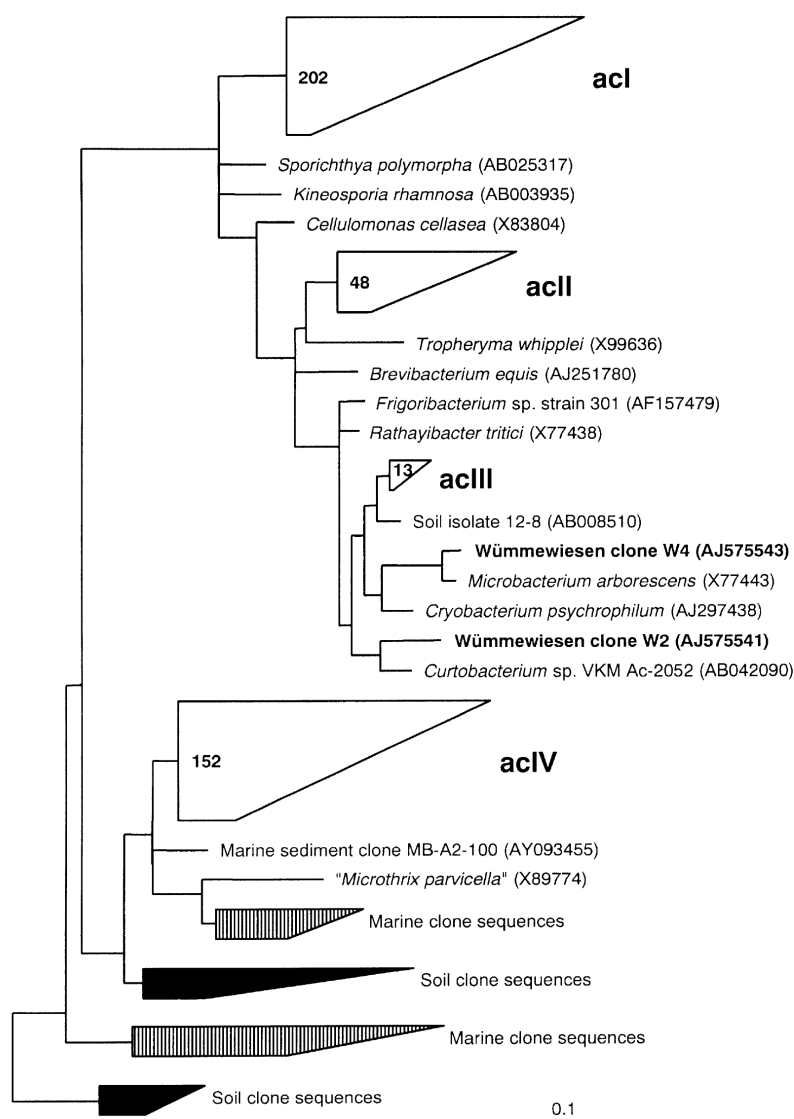 202
acI
Sporichthya polymorpha (AB025317)
Kineosporia rhamnosa (AB003935)
Cellulomonas cellasea (X83804)
48
acII
Tropheryma whipplei (X99636)
Brevibacterium equis (AJ251780)
Frigoribacterium sp. strain 301 (AF157479)
Rathayibacter tritici (X77438)
13
acIII
Soil isolate 12-8 (AB008510)
Wümmewiesen clone W4 (AJ575543)
Microbacterium arborescens (X77443)
Cryobacterium psychrophilum (AJ297438)
Wümmewiesen clone W2 (AJ575541)
Curtobacterium sp. VKM Ac-2052 (AB042090)
152
acIV
Marine sediment clone MB-A2-100 (AY093455)
"Microthrix parvicella" (X89774)
Marine clone sequences
Soil clone sequences
Marine clone sequences
Soil clone sequences
0.1